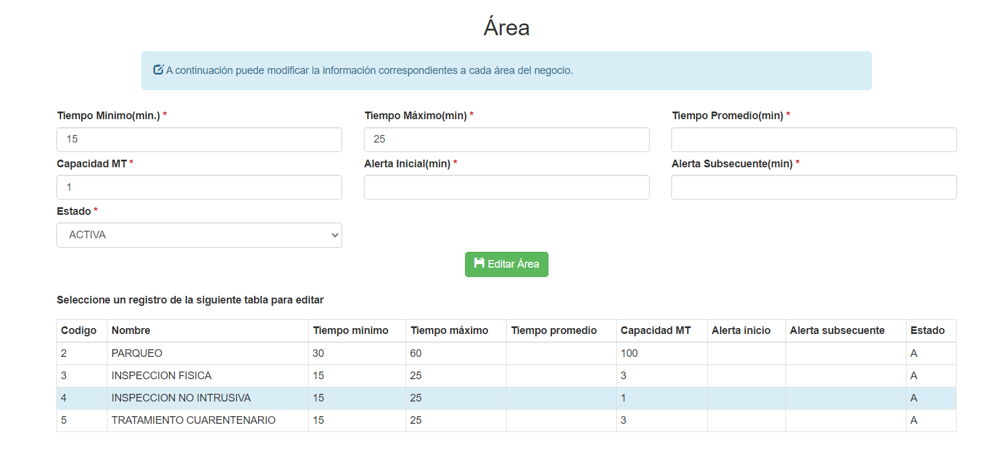 Área
A continuación puede modificar la información correspondientes a cada área del negocio.
Tiempo Minimo(min.) * Tiempo Máximo(min) * Tiempo Promedio(min) *
15 25
Capacidad MT * Alerta Inicial(min) * Alerta Subsecuente(min) *
1
Estado *
ACTIVA
Editar Área
Seleccione un registro de la siguiente tabla para editar
Codigo Nombre Tiempo minimo Tiempo máximo Tiempo promedio Capacidad MT Alerta inicio Alerta subsecuente Estado
2 PARQUEO 30 60 100 A
3 INSPECCION FISICA 15 25 3 A
4 INSPECCION NO INTRUSIVA 15 25 1 A
5 TRATAMIENTO CUARENTENARIO 15 25 3 A